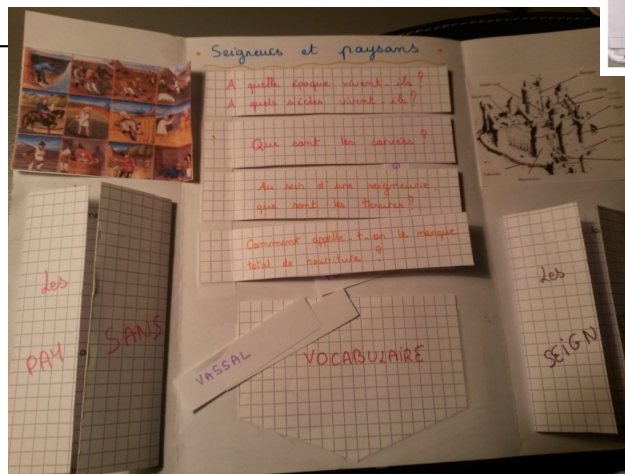 Seigneurs et paysans
A quelle époque vivent-ils ?
A quels siècles vivent-ils ?
Que sont les corvées ?
Au sein d'une seigneurie,
que sont les tenures ?
Comment appelle-t-on le manque
total de nourriture ?
Les
PAY
SANS
VASSAL
VOCABULAIRE
Les
SEIGN